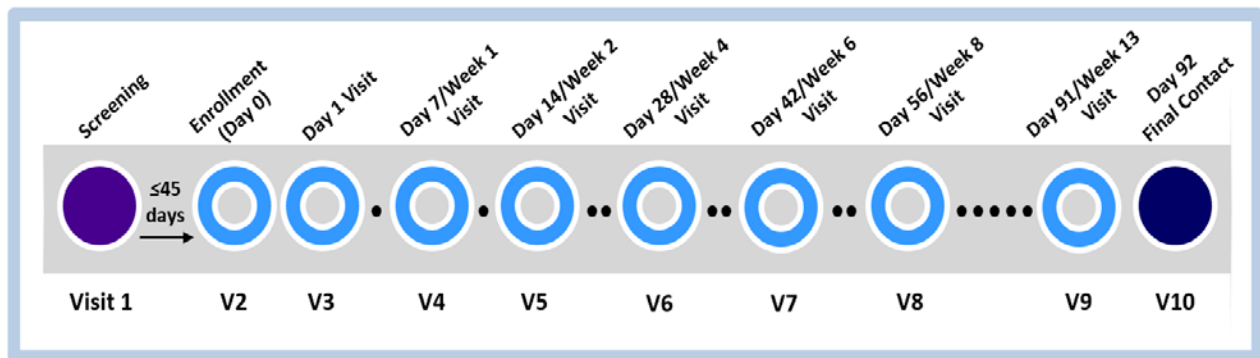 Screening
Enrollment
(Day 0)
Day 1 Visit
Day 7/Week 1
Visit
Day 14/Week 2
Visit
Day 28/Week 4
Visit
Day 42/Week 6
Visit
Day 56/Week 8
Visit
Day 91/Week 13
Visit
Day 92
Final Contact
≤45
days
Visit 1
V2
V3
V4
V5
V6
V7
V8
V9
V10